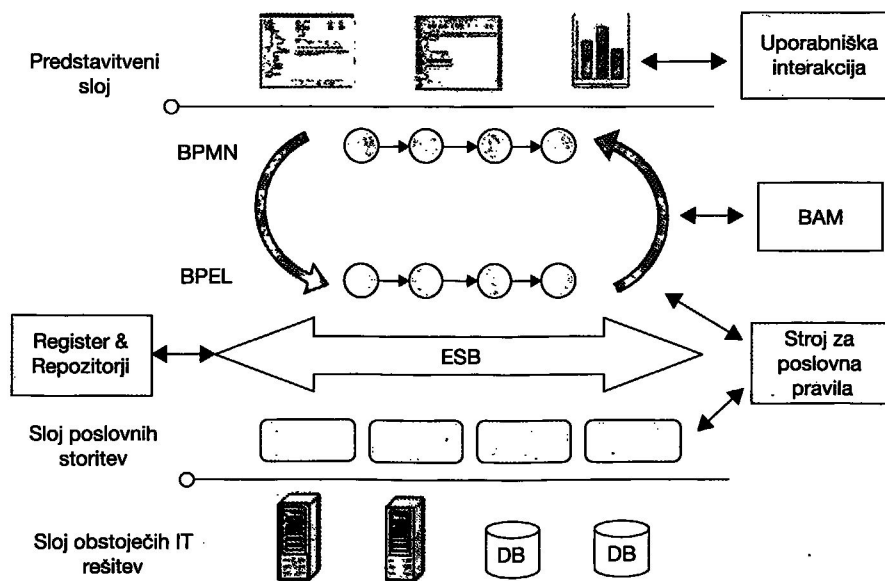 Predstavitveni
sloj
Uporabniška
interakcija
BPMN
BAM
BPEL
Register &
Repozitorji
ESB
Stroj za
poslovna
pravila
Sloj poslovnih
storitev
Sloj obstoječih IT
rešitev
DB
DB